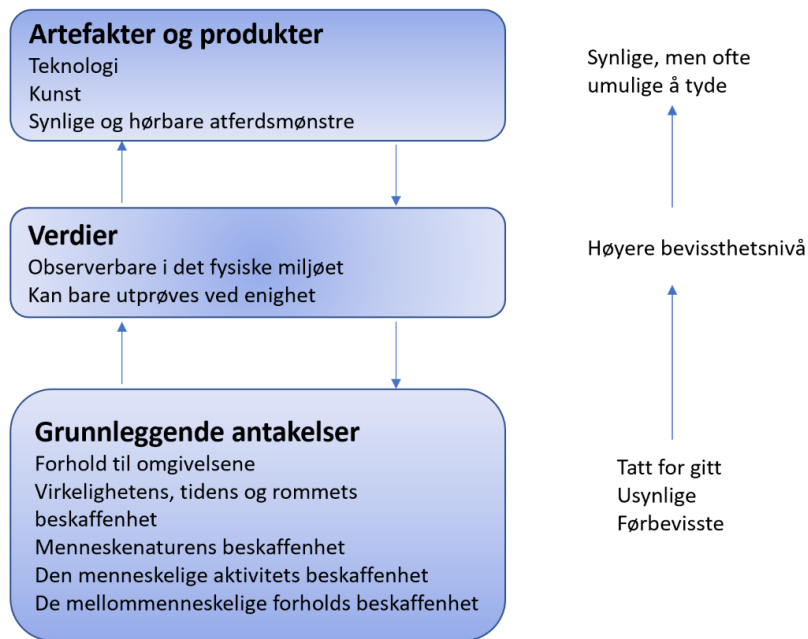 Artefakter og produkter
Teknologi
Kunst
Synlige og hørbare atferdsmønstre
Synlige, men ofte
umulige å tyde
Verdier
Observerbare i det fysiske miljøet
Kan bare utprøves ved enighet
Høyere bevissthetsnivå
Grunnleggende antakelser
Forhold til omgivelsene
Virkelighetens, tidens og rommets
beskaffenhet
Menneskenaturens beskaffenhet
Den menneskelige aktivitets beskaffenhet
De mellommenneskelige forholds beskaffenhet
Tatt for gitt
Usynlige
Førbevisste